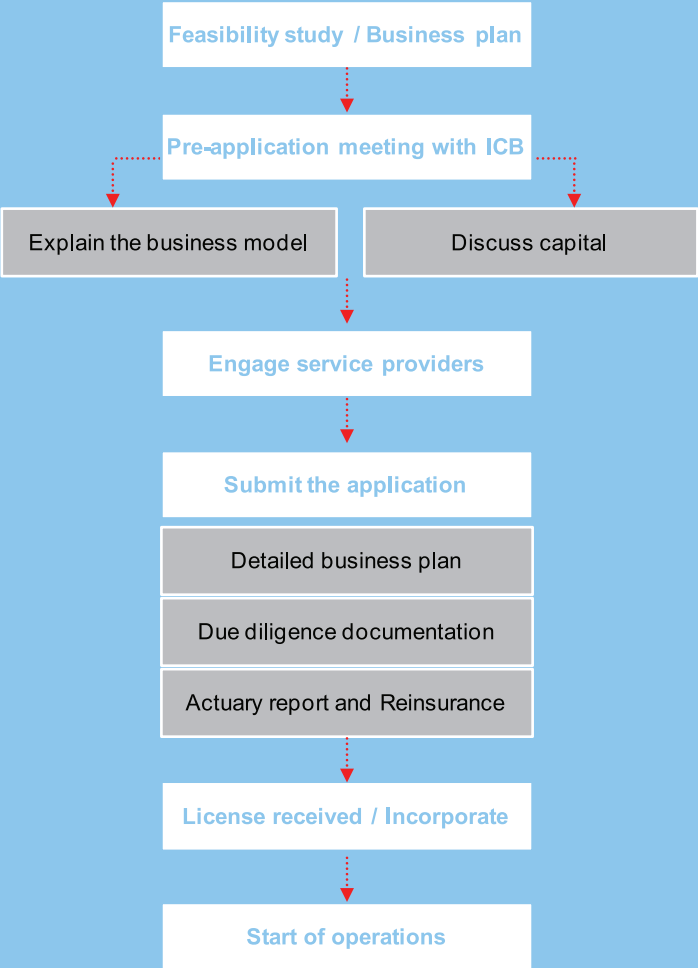 Feasibility study / Business plan
Pre-application meeting with ICB
Explain the business model
Discuss capital
Engage service providers
Submit the application
Detailed business plan
Due diligence documentation
Actuary report and Reinsurance
License received / Incorporate
Start of operations